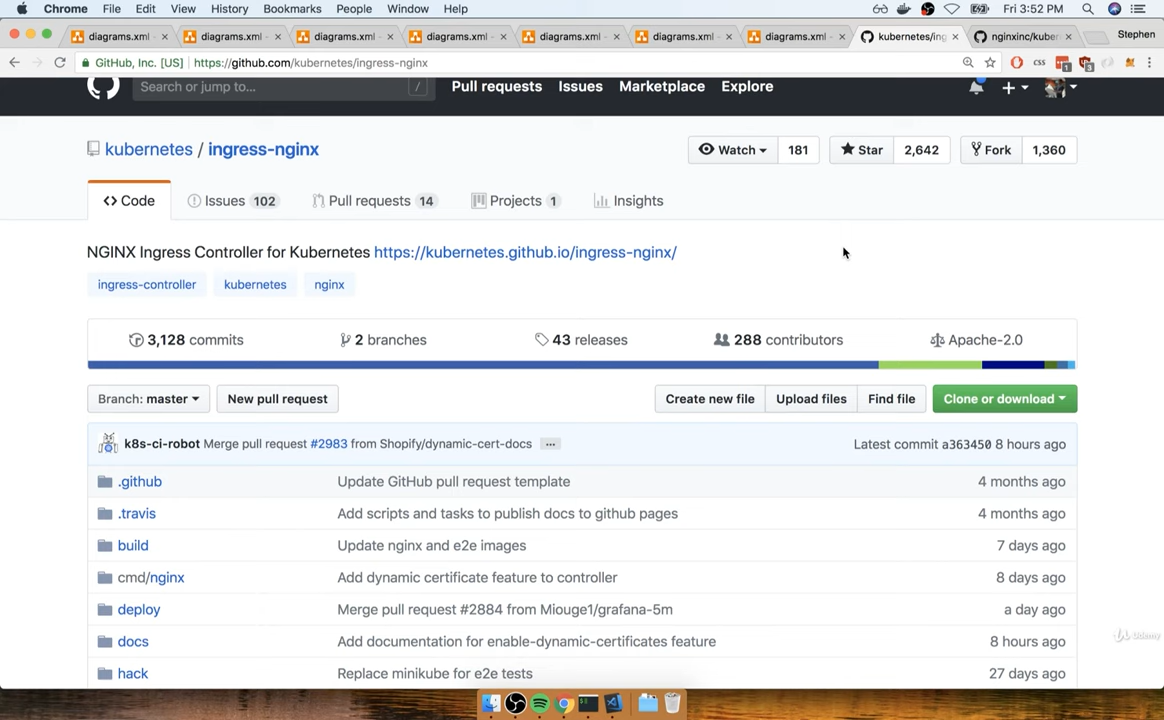 Chrome File Edit View History Bookmarks People Window Help Fri 3:52 PM
diagrams.xml - diagrams.xml - diagrams.xml - diagrams.xml - diagrams.xml - diagrams.xml - diagrams.xml - kubernetes/ing nginxinc/kuber Stephen
GitHub, Inc. [US] https://github.com/kubernetes/ingress-nginx
Search or jump to... / Pull requests Issues Marketplace Explore
kubernetes / ingress-nginx Watch 181 Star 2,642 Fork 1,360
Code Issues 102 Pull requests 14 Projects 1 Insights
NGINX Ingress Controller for Kubernetes https://kubernetes.github.io/ingress-nginx/
ingress-controller kubernetes nginx
3,128 commits 2 branches 43 releases 288 contributors Apache-2.0
Branch: master New pull request Create new file Upload files Find file Clone or download
k8s-ci-robot Merge pull request #2983 from Shopify/dynamic-cert-docs ... Latest commit a363450 8 hours ago
.github Update GitHub pull request template 4 months ago
.travis Add scripts and tasks to publish docs to github pages 4 months ago
build Update nginx and e2e images 7 days ago
cmd/nginx Add dynamic certificate feature to controller 8 days ago
deploy Merge pull request #2884 from Miouge1/grafana-5m a day ago
docs Add documentation for enable-dynamic-certificates feature 8 hours ago
Udemy
hack Replace minikube for e2e tests 27 days ago